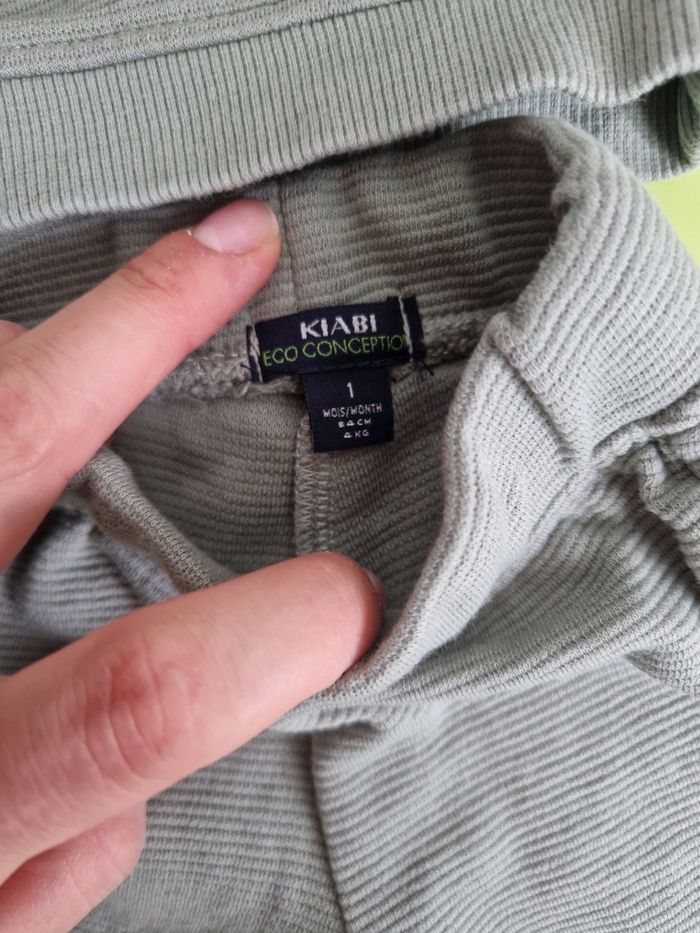 KIABI
ECO CONCEPTION
1
MOIS/MONTH
54CM
4KG